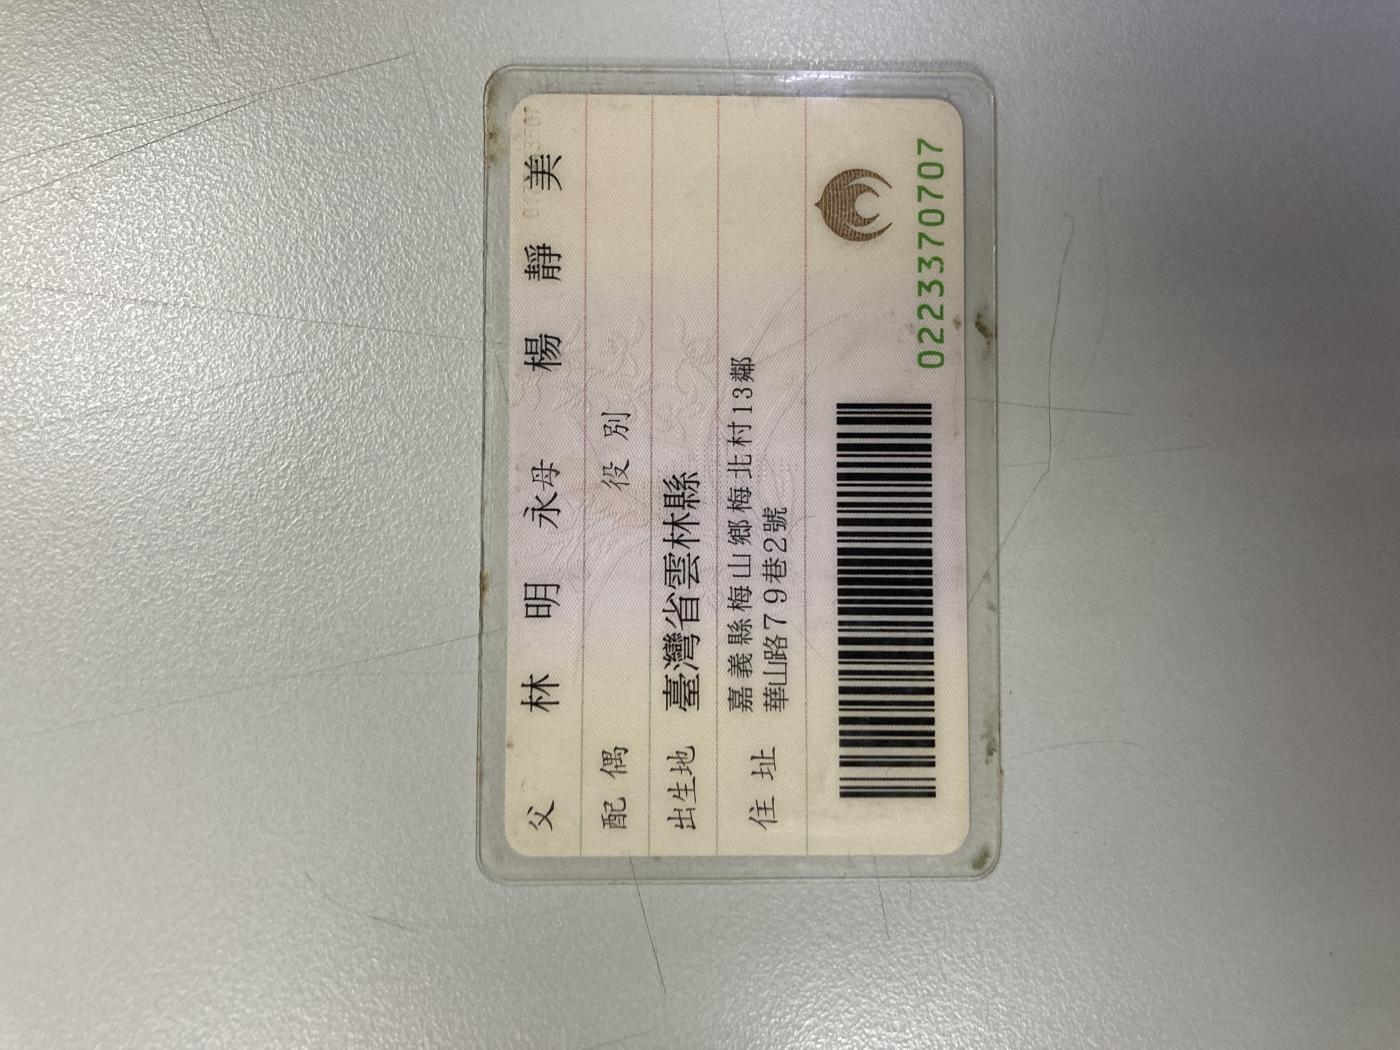 父 林明永 母 楊靜美
配偶 役別
出生地 臺灣省雲林縣
住址 嘉義縣梅山鄉梅北村13鄰
華山路79巷2號
0223370707